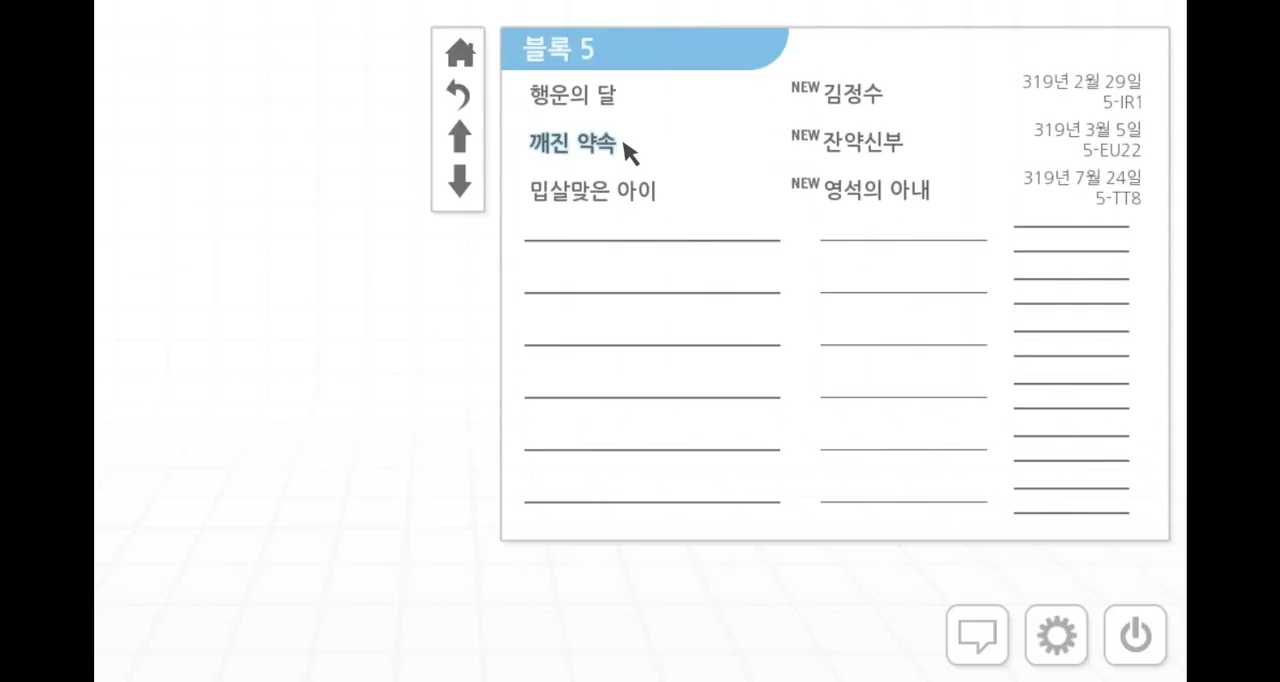 블록 5
행운의 달 NEW 김정수 319년 2월 29일
5-IR1
깨진 약속 NEW 잔약신부 319년 3월 5일
5-EU22
밉살맞은 아이 NEW 영석의 아내 319년 7월 24일
5-TT8